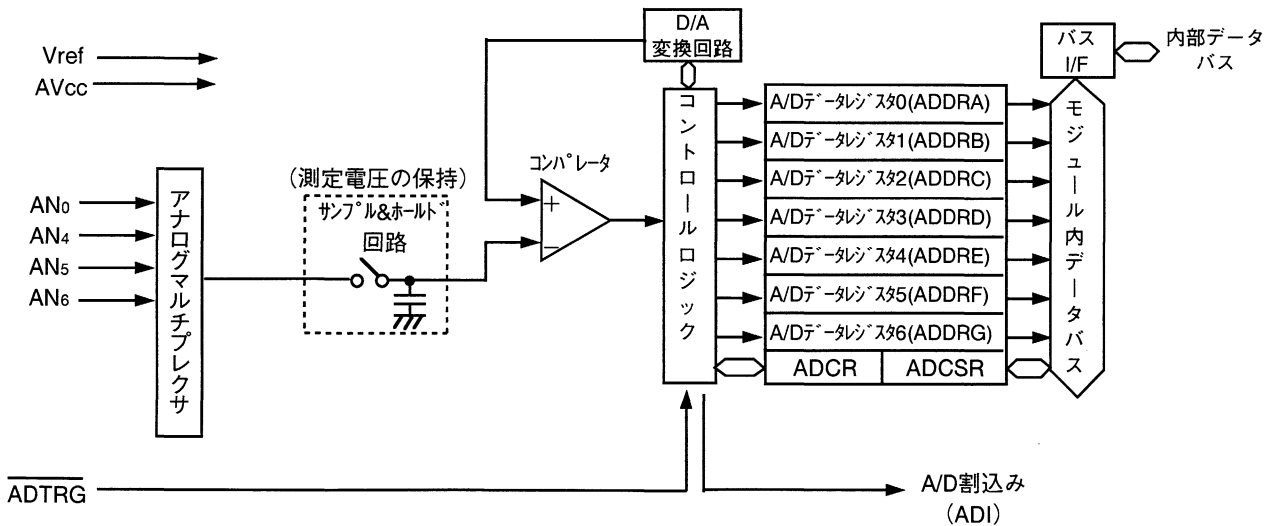 D/A
変換回路
バス
I/F
内部データ
バス
Vref
AVcc
コントロールロジック
A/Dﾃﾞｰﾀﾚｼﾞｽﾀ0(ADDRA)
A/Dﾃﾞｰﾀﾚｼﾞｽﾀ1(ADDRB)
A/Dﾃﾞｰﾀﾚｼﾞｽﾀ2(ADDRC)
A/Dﾃﾞｰﾀﾚｼﾞｽﾀ3(ADDRD)
A/Dﾃﾞｰﾀﾚｼﾞｽﾀ4(ADDRE)
A/Dﾃﾞｰﾀﾚｼﾞｽﾀ5(ADDRF)
A/Dﾃﾞｰﾀﾚｼﾞｽﾀ6(ADDRG)
ADCR
ADCSR
モジュール内データバス
ｺﾝﾊﾟﾚｰﾀ
+
−
(測定電圧の保持)
ｻﾝﾌﾟﾙ&ﾎｰﾙﾄﾞ
回路
アナログマルチプレクサ
AN0
AN4
AN5
AN6
ADTRG
A/D割込み
(ADI)